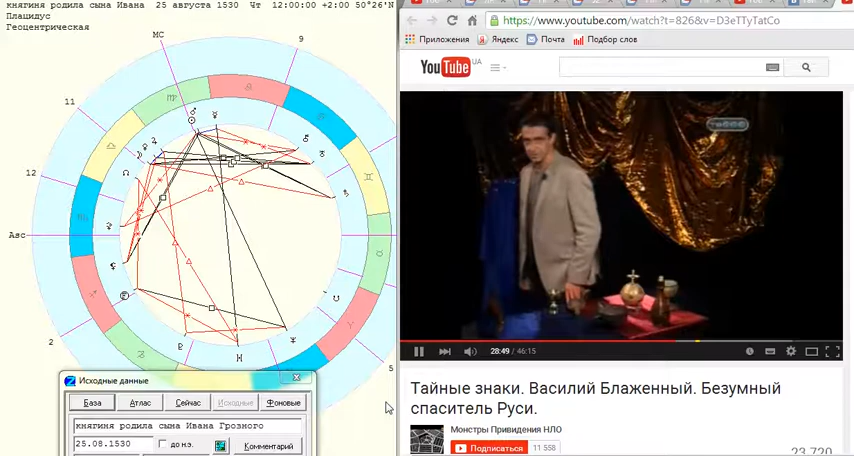 княгиня родила сына Ивана 25 августа 1530 Чт 12:00:00 +2:00 50°26'N
Плацидус
Геоцентрическая
MC
9
11
12
Asc
2
5
Исходные данные
База Атлас Сейчас Исходные Фоновые
княгиня родила сына Ивана Грозного
25.08.1530 до н.э. Комментарий
https://www.youtube.com/watch?t=826&v=D3eTTyTatCo
Приложения Яндекс Почта Подбор слов
YouTube UA
28:49 / 46:15
Тайные знаки. Василий Блаженный. Безумный
спаситель Руси.
Монстры Привидения НЛО
Подписаться 11 558
23 720